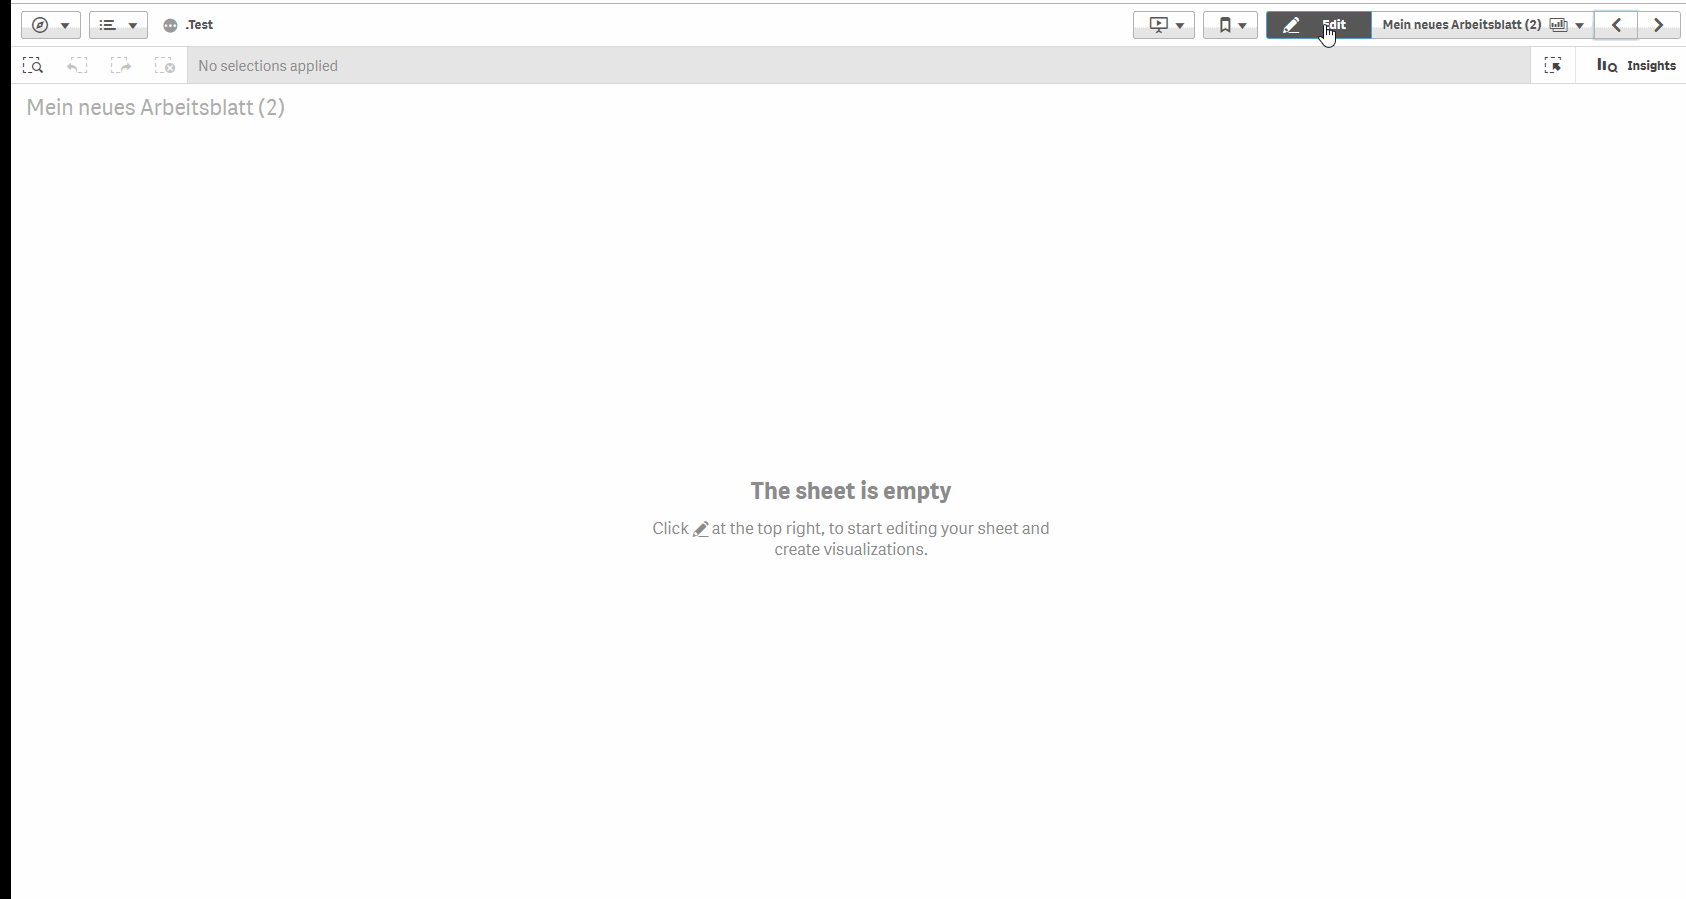 .Test
Edit
Mein neues Arbeitsblatt (2)
No selections applied
Insights
Mein neues Arbeitsblatt (2)
The sheet is empty
Click at the top right, to start editing your sheet and
create visualizations.